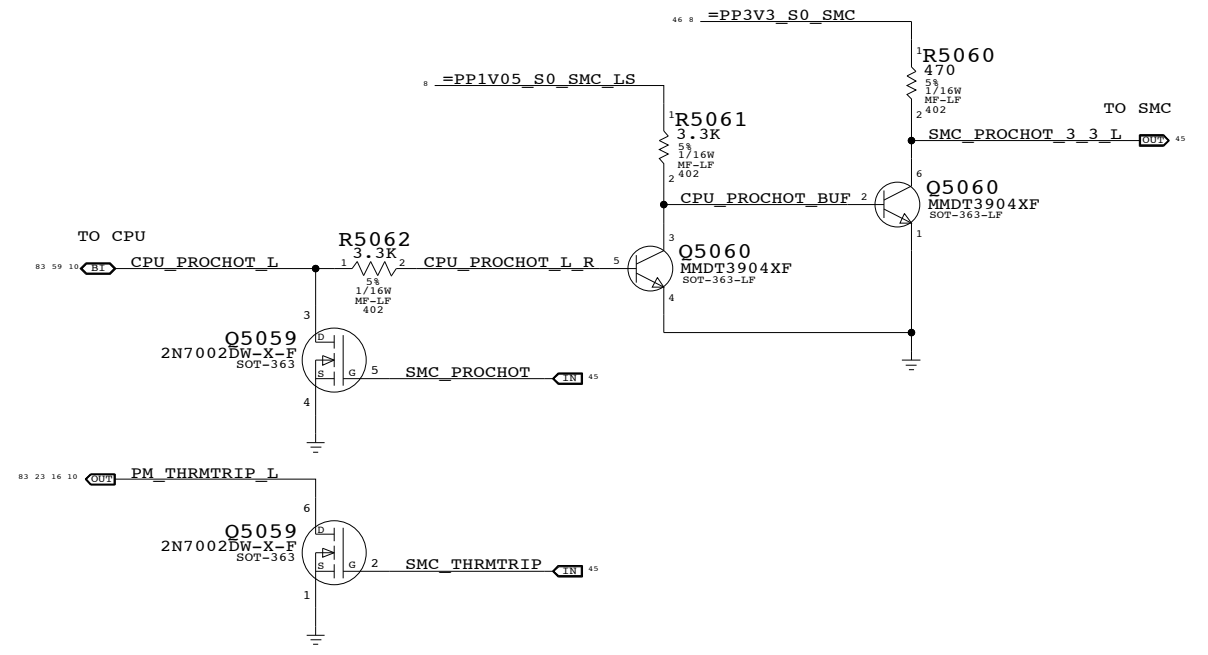 46 8 =PP3V3_S0_SMC
1
R5060
470
5%
1/16W
MF-LF
402
2
8 =PP1V05_S0_SMC_LS
1
R5061
3.3K
5%
1/16W
MF-LF
402
2
TO SMC
SMC_PROCHOT_3_3_L OUT 45
CPU_PROCHOT_BUF 2
6
Q5060
MMDT3904XF
SOT-363-LF
1
TO CPU
83 59 10 BI CPU_PROCHOT_L
R5062
3.3K
1 2
5%
1/16W
MF-LF
402
CPU_PROCHOT_L_R 5
3
Q5060
MMDT3904XF
SOT-363-LF
4
3
Q5059
2N7002DW-X-F
SOT-363
D
S G 5 SMC_PROCHOT IN 45
4
83 23 16 10 OUT PM_THRMTRIP_L
6
Q5059
2N7002DW-X-F
SOT-363
D
S G 2 SMC_THRMTRIP IN 45
1